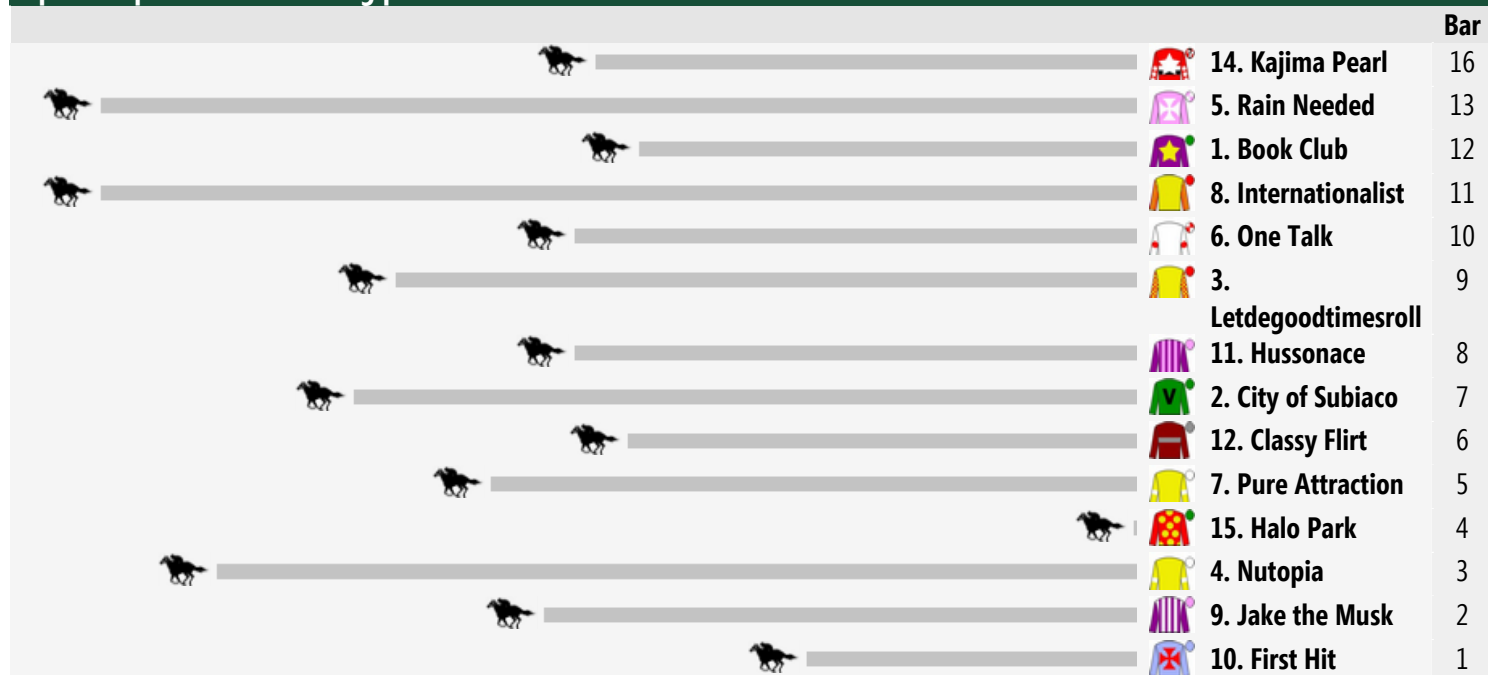 Bar
14. Kajima Pearl 16
5. Rain Needed 13
1. Book Club 12
8. Internationalist 11
6. One Talk 10
3. 9
Letdegoodtimesroll
11. Hussonace 8
V 2. City of Subiaco 7
12. Classy Flirt 6
7. Pure Attraction 5
15. Halo Park 4
4. Nutopia 3
9. Jake the Musk 2
10. First Hit 1